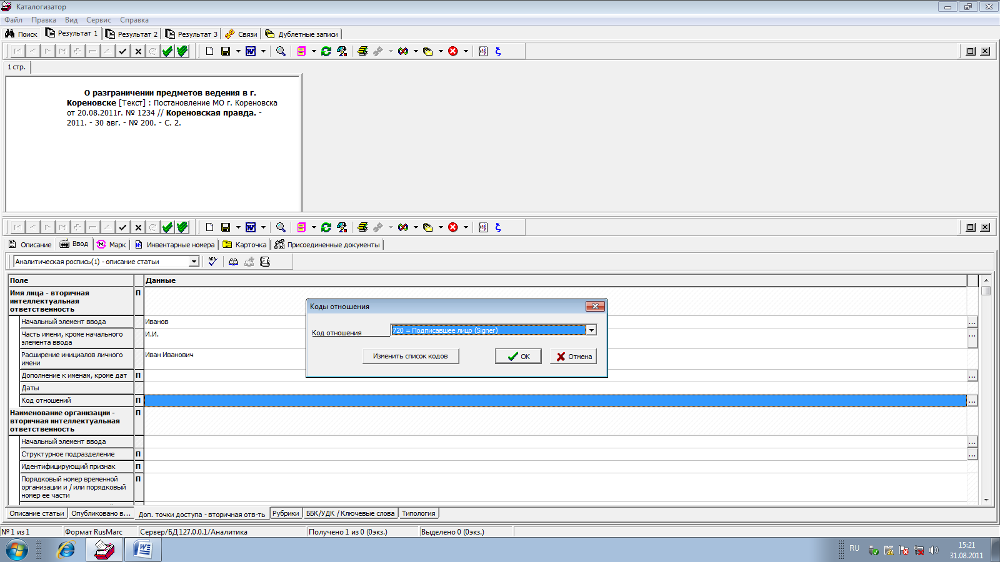 Каталогизатор
Файл Правка Вид Сервис Справка
Поиск Результат 1 Результат 2 Результат 3 Связи Дублетные записи
1 стр.
О разграничении предметов ведения в г.
Кореновске [Текст] : Постановление МО г. Кореновска
от 20.08.2011г. № 1234 // Кореновская правда. -
2011. - 30 авг. - № 200. - С. 2.
Описание Ввод Марк Инвентарные номера Карточка Присоединенные документы
Аналитическая роспись(1) - описание статьи
Поле Данные
Имя лица - вторичная
интеллектуальная
ответственность
П
Начальный элемент ввода Иванов ...
Часть имени, кроме начального
элемента ввода
И.И. ...
Расширение инициалов личного
имени
Иван Иванович
Дополнение к именам, кроме дат П ...
Даты
Код отношений П ...
Наименование организации -
вторичная интеллектуальная
ответственность
П
Начальный элемент ввода ...
Структурное подразделение П ...
Идентифицирующий признак П
Порядковый номер временной
организации и / или порядковый
номер ее части
П
Коды отношения
Код отношения 720 = Подписавшее лицо (Signer)
Изменить список кодов OK Отмена
Описание статьи Опубликовано в... Доп. точки доступа - вторичная отв-ть Рубрики ББК/УДК / Ключевые слова Типология
№ 1 из 1 Формат RusMarc Сервер/БД 127.0.0.1/Аналитика Получено 1 из 0 (0экз.) Выделено 0 (0экз.)
RU 15:21
31.08.2011